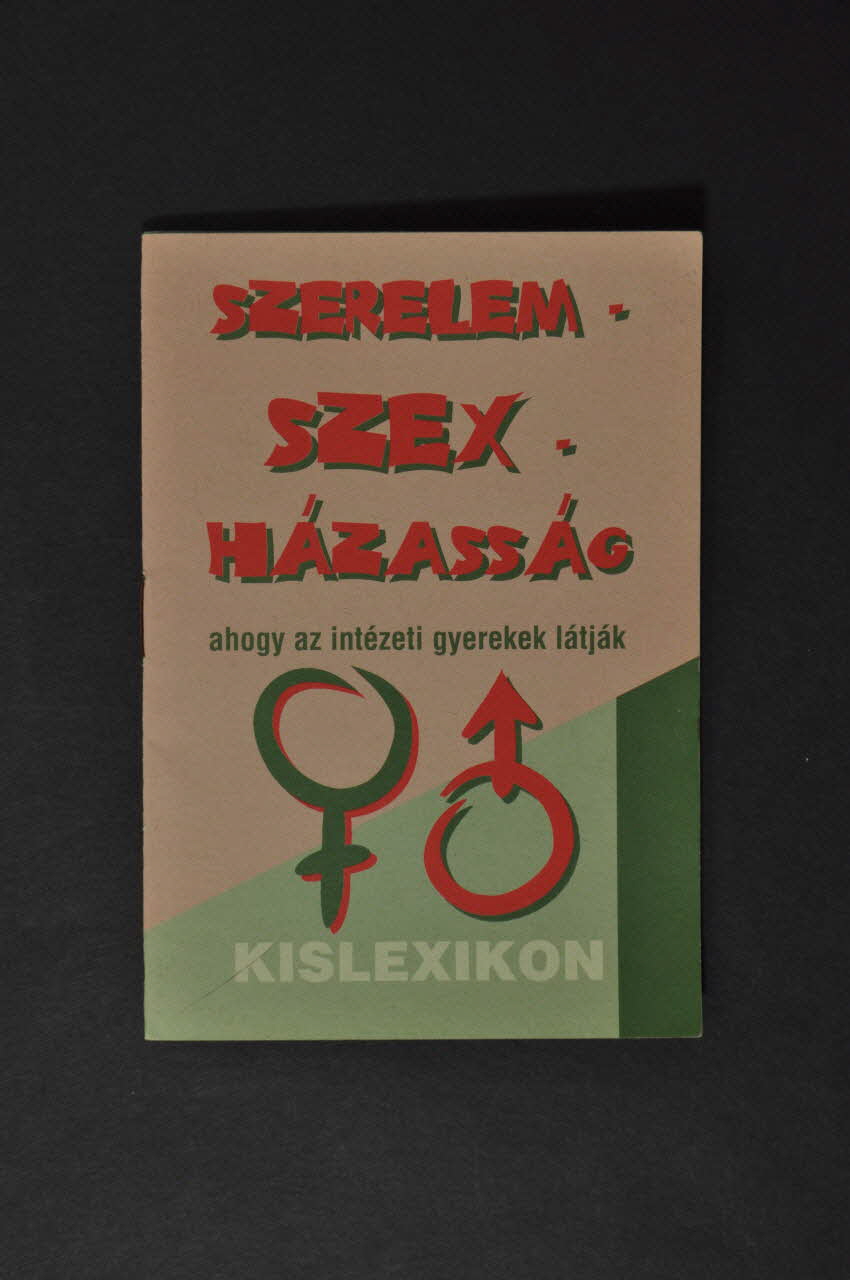 SZERELEM -
SZEX -
HÁZASSÁG
ahogy az intézeti gyerekek látják
KISLEXIKON